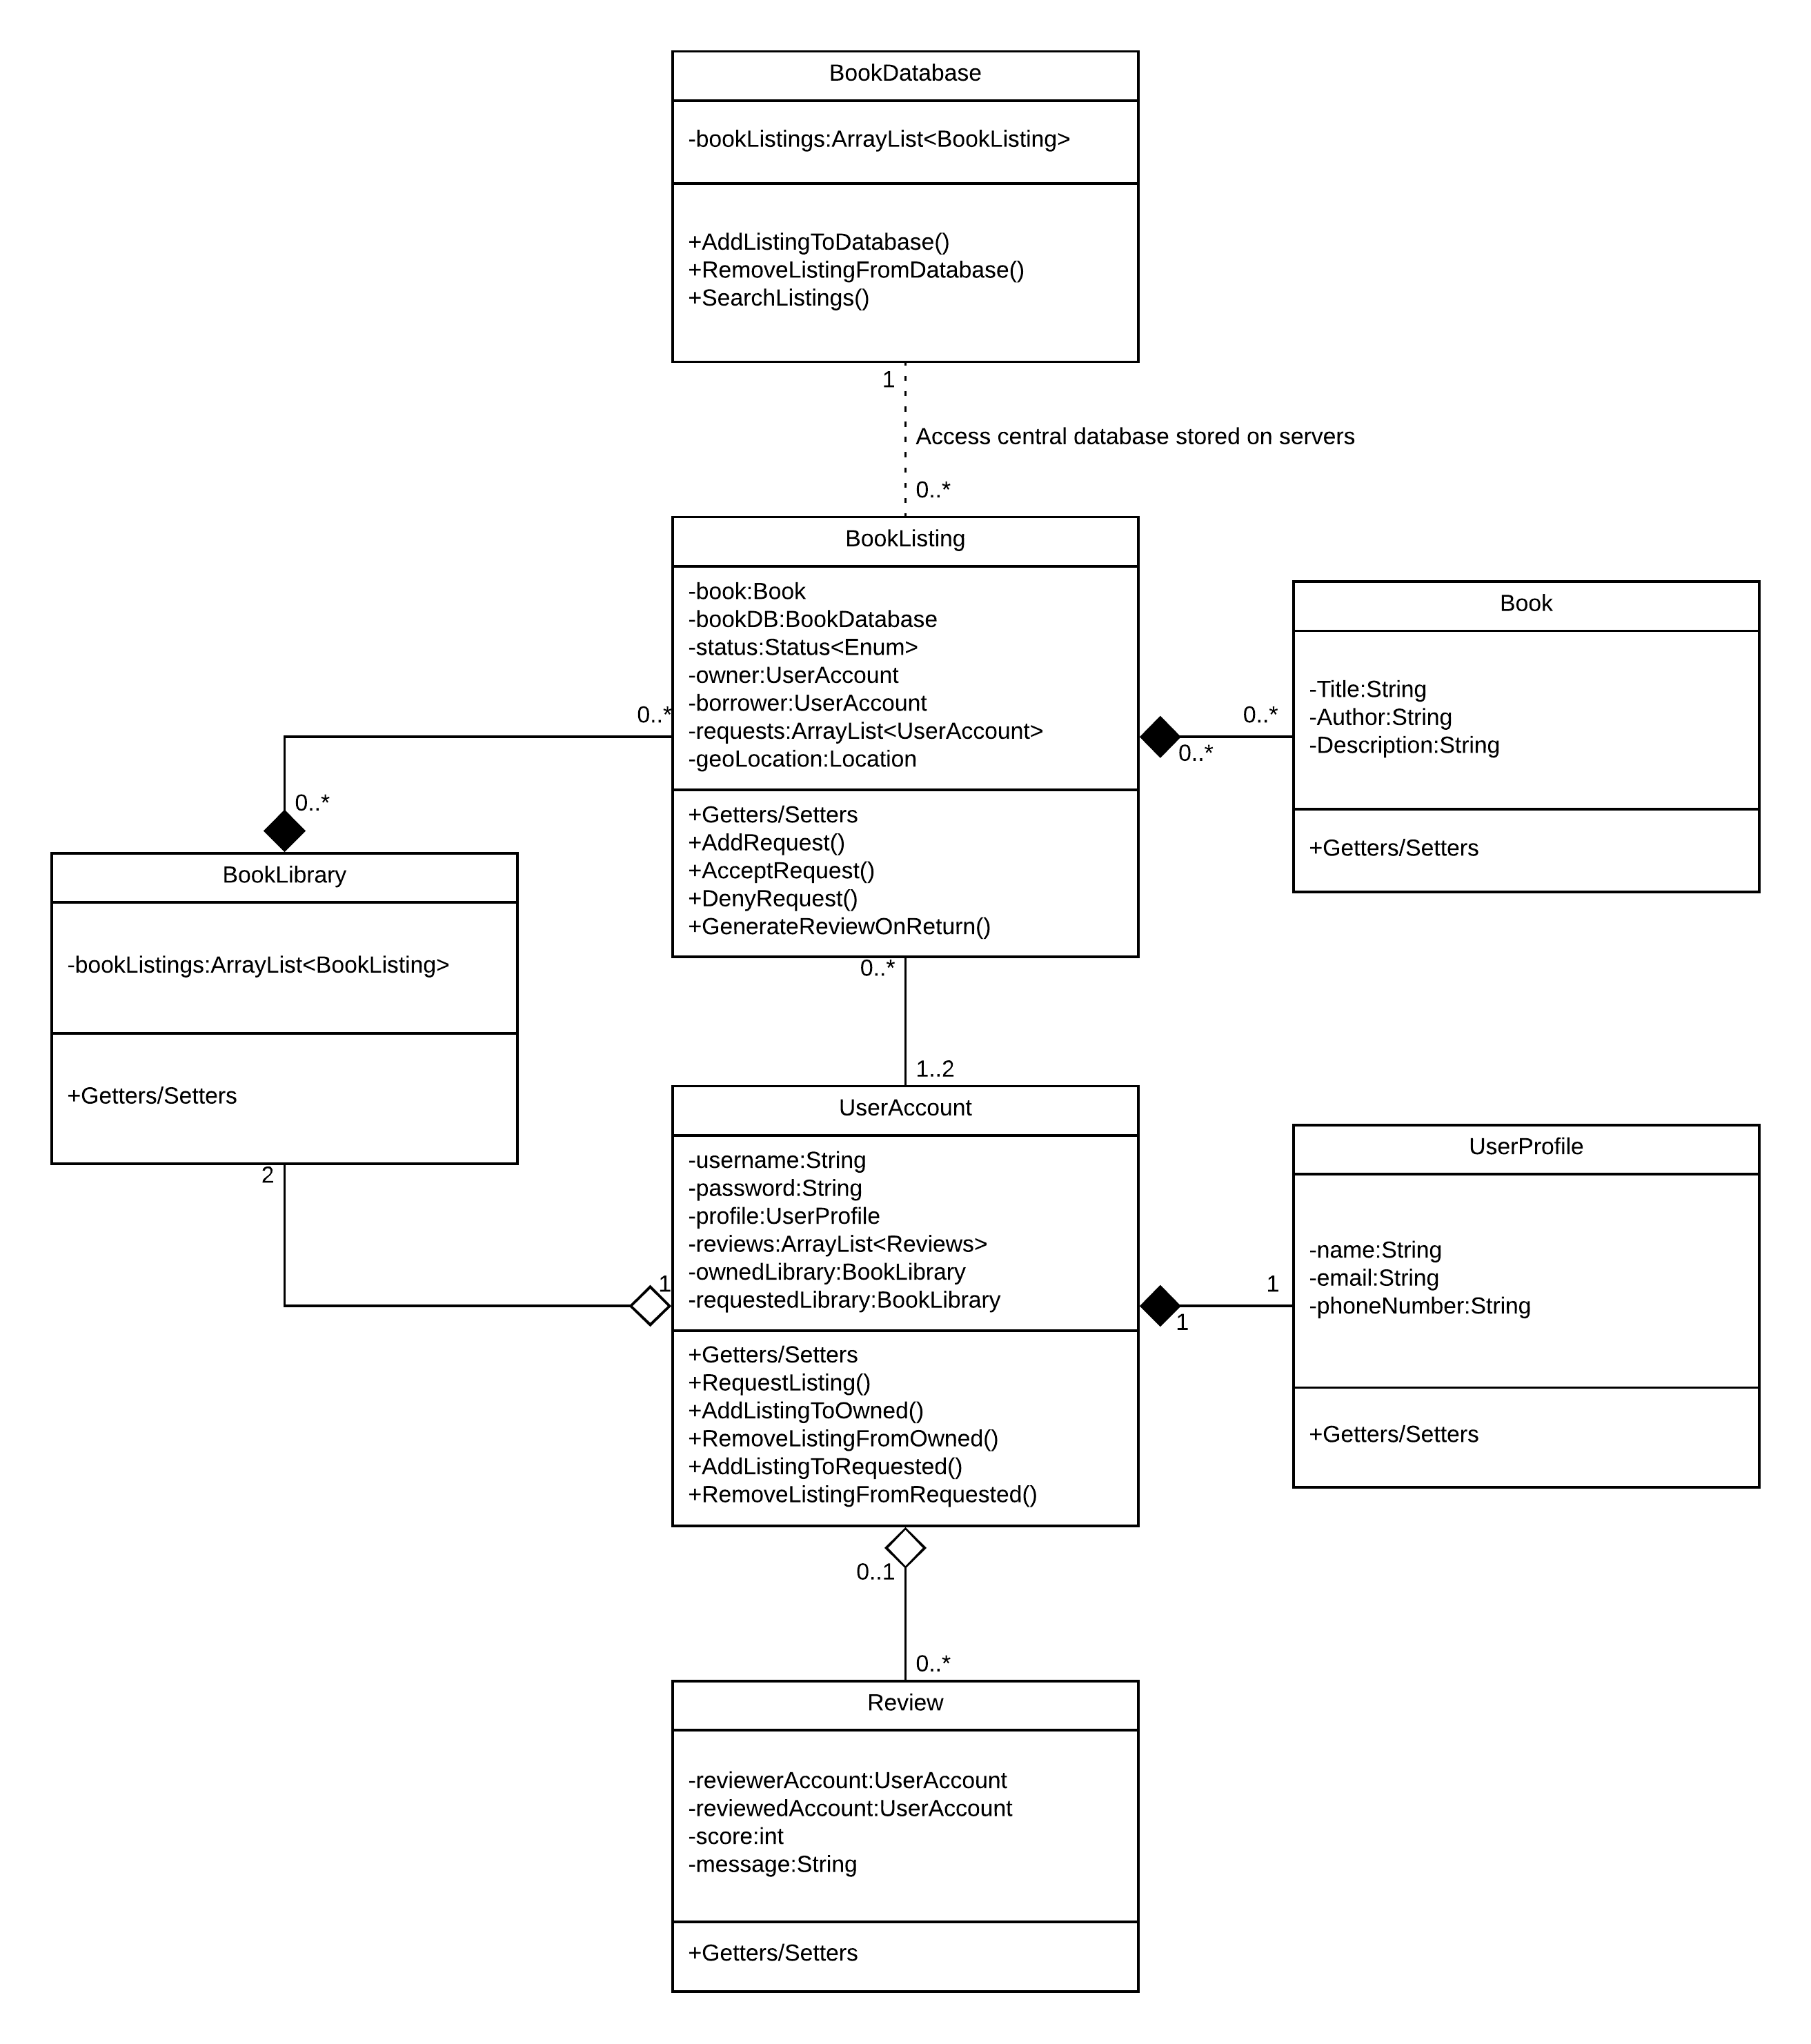 BookDatabase
-bookListings:ArrayList<BookListing>
+AddListingToDatabase()
+RemoveListingFromDatabase()
+SearchListings()
1
Access central database stored on servers
0..*
BookListing
-book:Book
-bookDB:BookDatabase
-status:Status<Enum>
-owner:UserAccount
-borrower:UserAccount
-requests:ArrayList<UserAccount>
-geoLocation:Location
+Getters/Setters
+AddRequest()
+AcceptRequest()
+DenyRequest()
+GenerateReviewOnReturn()
0..*
0..*
Book
-Title:String
-Author:String
-Description:String
+Getters/Setters
0..*
0..*
BookLibrary
-bookListings:ArrayList<BookListing>
+Getters/Setters
2
1
0..*
1..2
UserAccount
-username:String
-password:String
-profile:UserProfile
-reviews:ArrayList<Reviews>
-ownedLibrary:BookLibrary
-requestedLibrary:BookLibrary
+Getters/Setters
+RequestListing()
+AddListingToOwned()
+RemoveListingFromOwned()
+AddListingToRequested()
+RemoveListingFromRequested()
1
1
UserProfile
-name:String
-email:String
-phoneNumber:String
+Getters/Setters
0..1
0..*
Review
-reviewerAccount:UserAccount
-reviewedAccount:UserAccount
-score:int
-message:String
+Getters/Setters